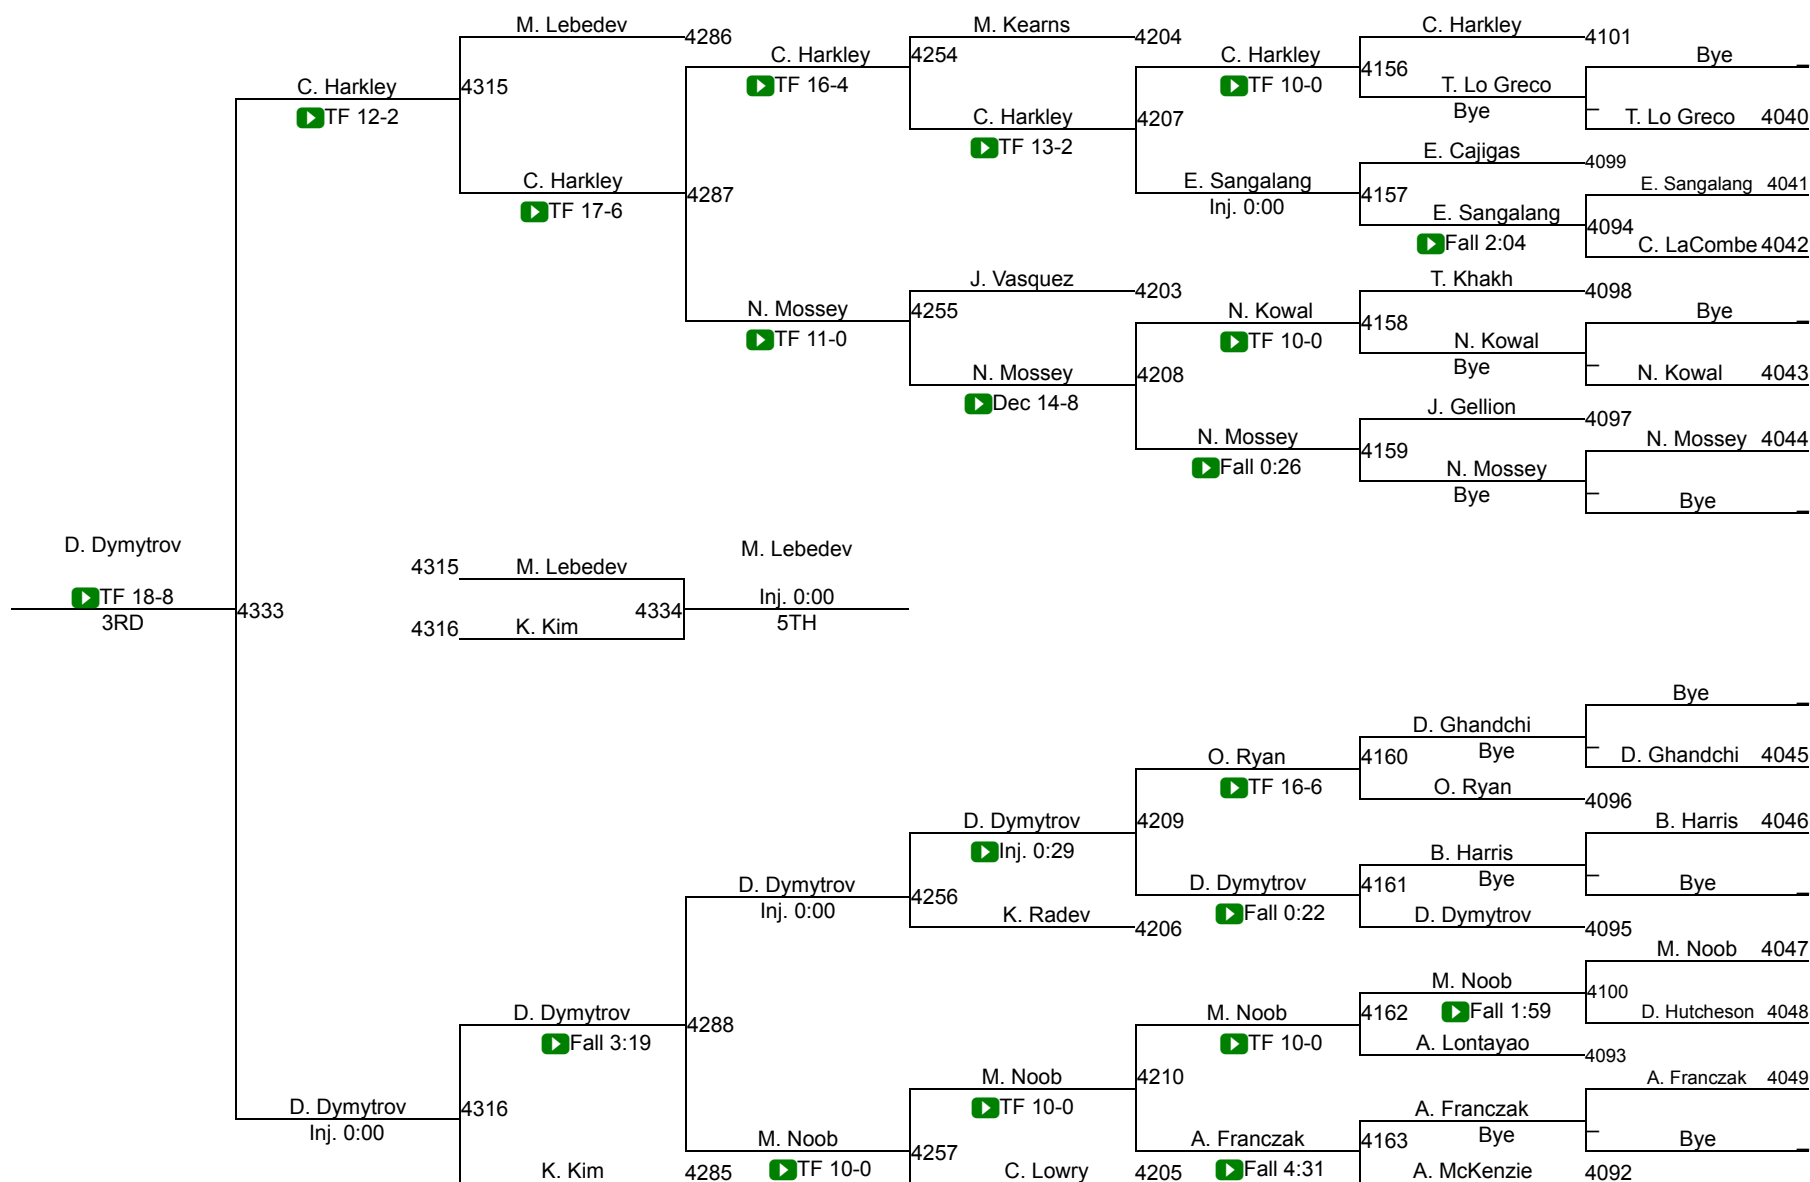 M. Lebedev 4286
M. Kearns 4204
C. Harkley 4101
C. Harkley 4254
C. Harkley 4156
Bye
C. Harkley 4315
TF 16-4
TF 10-0
T. Lo Greco
TF 12-2
C. Harkley 4207
Bye
T. Lo Greco 4040
TF 13-2
E. Cajigas 4099
C. Harkley 4287
E. Sangalang 4157
E. Sangalang 4041
TF 17-6
Inj. 0:00
E. Sangalang 4094
Fall 2:04
C. LaCombe 4042
J. Vasquez 4203
T. Khakh 4098
N. Mossey 4255
N. Kowal 4158
Bye
TF 11-0
TF 10-0
N. Kowal
Bye
N. Mossey 4208
N. Kowal 4043
Dec 14-8
J. Gellion 4097
N. Mossey 4159
N. Mossey 4044
Fall 0:26
N. Mossey
Bye
Bye
D. Dymytrov
M. Lebedev
4315 M. Lebedev
TF 18-8
4333
4334
Inj. 0:00
3RD
5TH
4316 K. Kim
Bye
D. Ghandchi
O. Ryan 4160
Bye
D. Ghandchi 4045
TF 16-6
O. Ryan 4096
D. Dymytrov 4209
B. Harris 4046
Inj. 0:29
B. Harris
D. Dymytrov 4256
D. Dymytrov 4161
Bye
Bye
Inj. 0:00
K. Radev 4206
Fall 0:22
D. Dymytrov 4095
M. Noob 4047
M. Noob 4100
D. Dymytrov 4288
M. Noob 4162
Fall 1:59
D. Hutcheson 4048
Fall 3:19
TF 10-0
A. Lontayao 4093
M. Noob 4210
A. Franczak 4049
D. Dymytrov 4316
TF 10-0
A. Franczak
Inj. 0:00
M. Noob 4257
A. Franczak 4163
Bye
Bye
K. Kim 4285
TF 10-0
C. Lowry 4205
Fall 4:31
A. McKenzie 4092